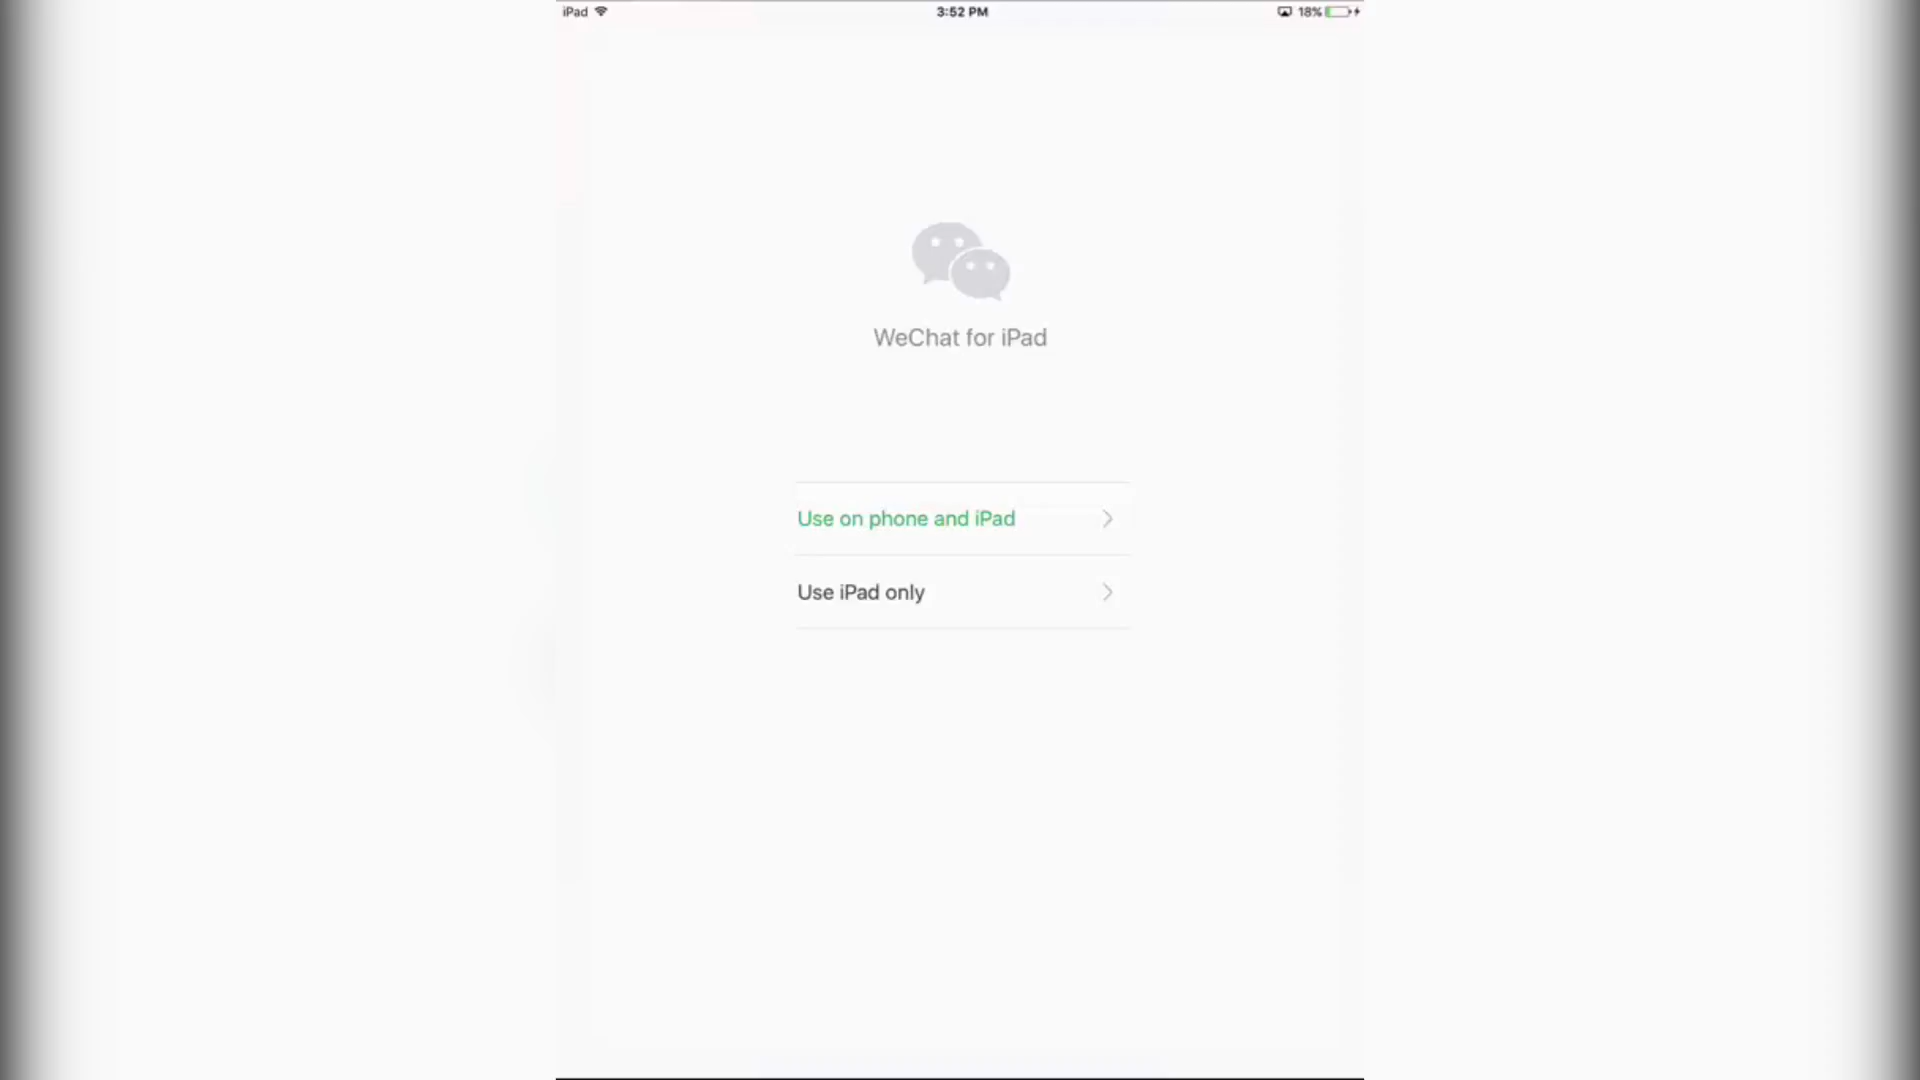 iPad 3:52 PM 18%
WeChat for iPad
Use on phone and iPad
Use iPad only